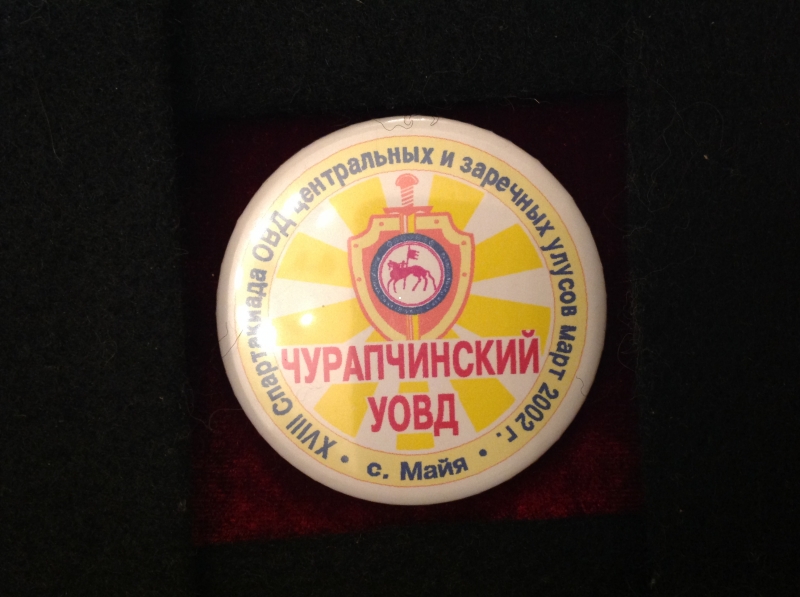 XVIII Спартакиада ОВД центральных и заречных улусов март 2002 г.
ЧУРАПЧИНСКИЙ
УОВД
• с. Майя •